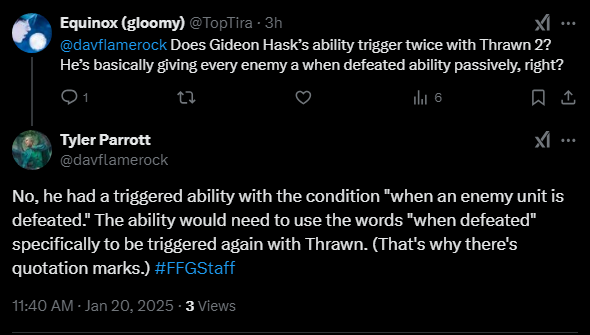 Equinox (gloomy) @TopTira · 3h
@davflamerock Does Gideon Hask's ability trigger twice with Thrawn 2?
He's basically giving every enemy a when defeated ability passively, right?
1 6
Tyler Parrott
@davflamerock
No, he had a triggered ability with the condition "when an enemy unit is
defeated." The ability would need to use the words "when defeated"
specifically to be triggered again with Thrawn. (That's why there's
quotation marks.) #FFGStaff
11:40 AM · Jan 20, 2025 · 3 Views